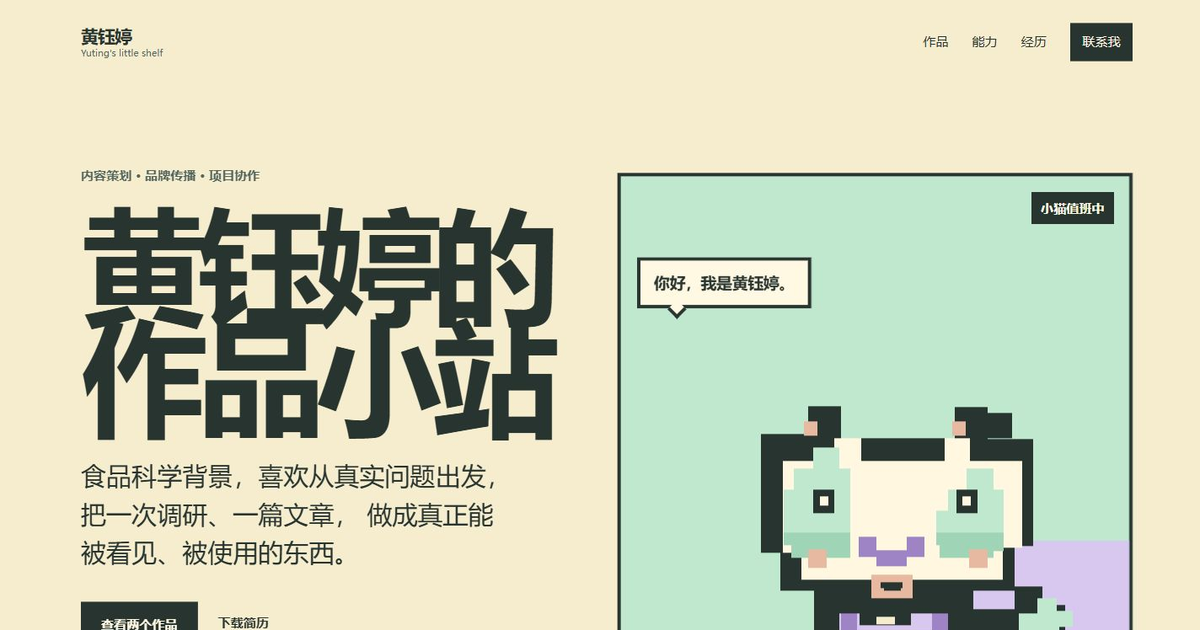 黄钰婷
Yuting's little shelf
作品
能力
经历
联系我
内容策划 • 品牌传播 • 项目协作
黄钰婷的
作品小站
食品科学背景，喜欢从真实问题出发，
把一次调研、一篇文章， 做成真正能
被看见、被使用的东西。
查看两个作品
下载简历
小猫值班中
你好，我是黄钰婷。